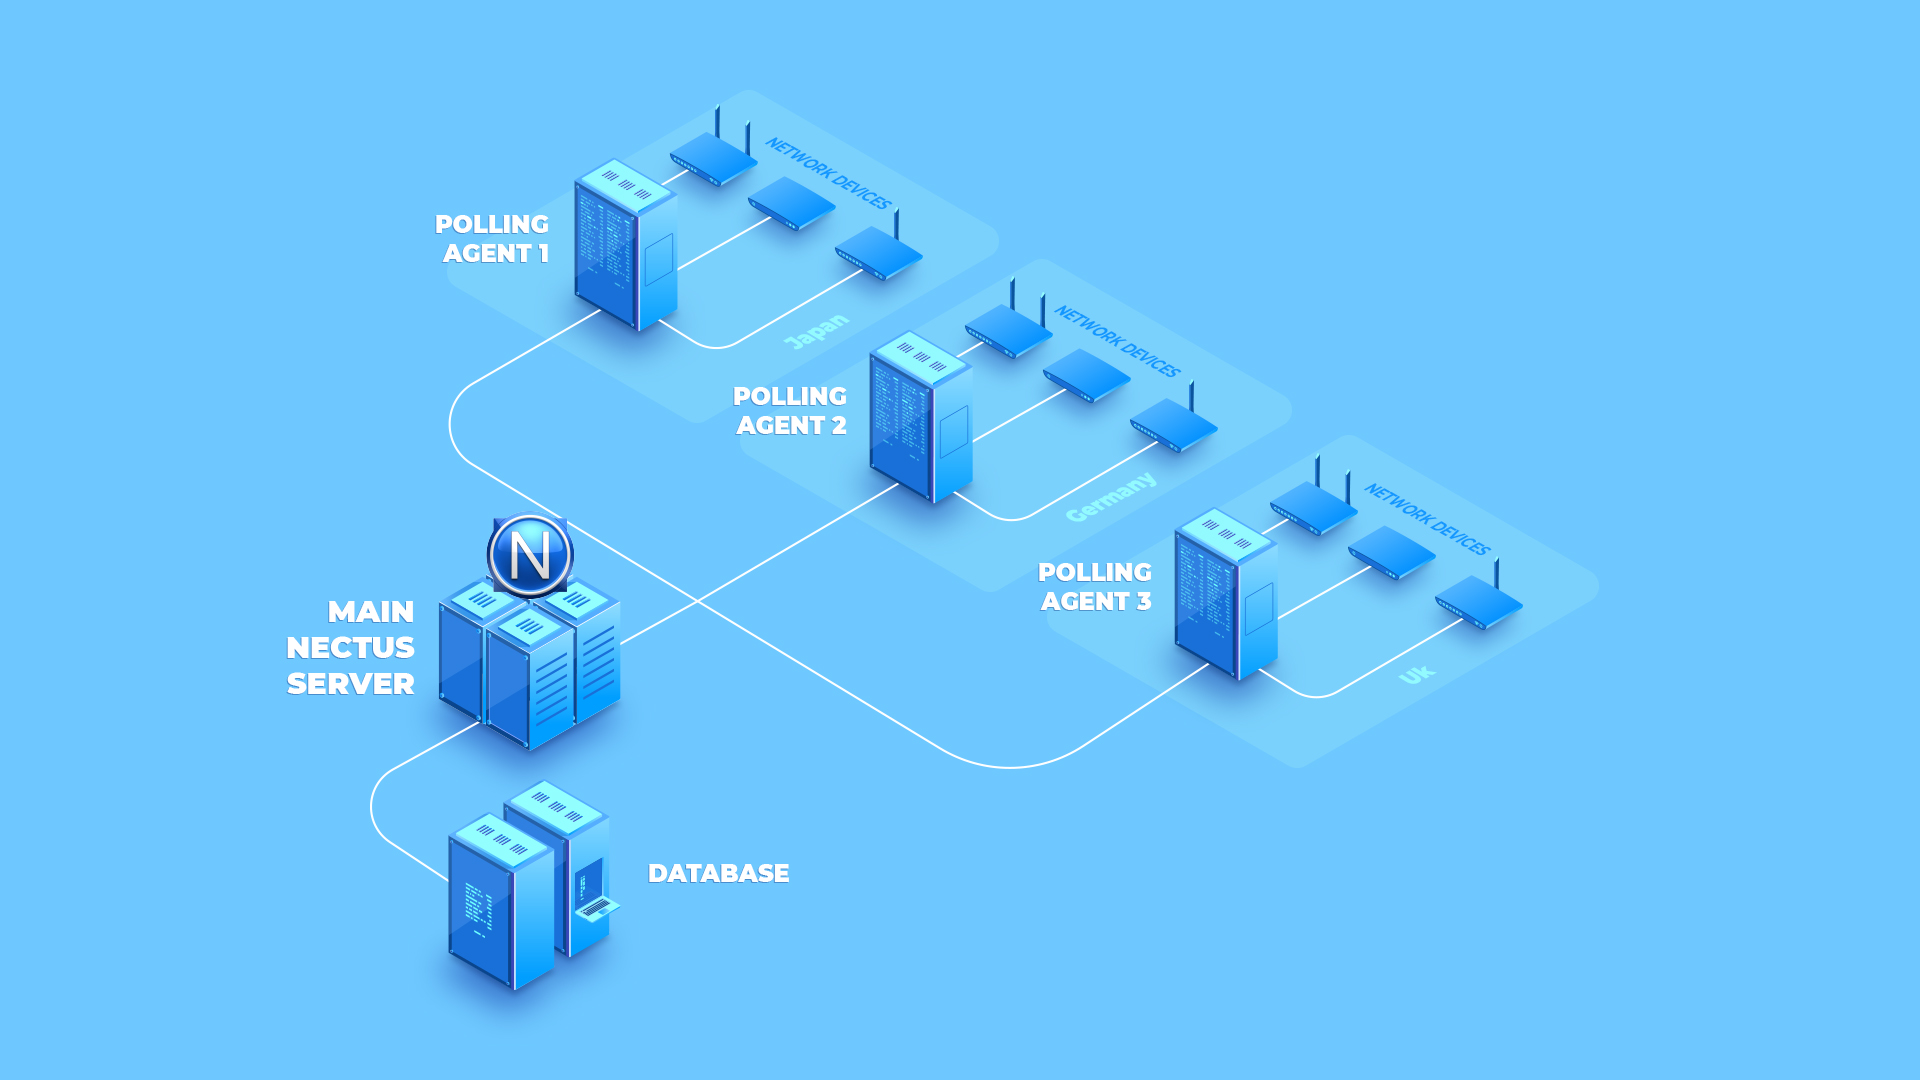 NETWORK DEVICES
POLLING
AGENT 1
Japan
NETWORK DEVICES
POLLING
AGENT 2
Germany
NETWORK DEVICES
POLLING
AGENT 3
Uk
N
MAIN
NECTUS
SERVER
DATABASE